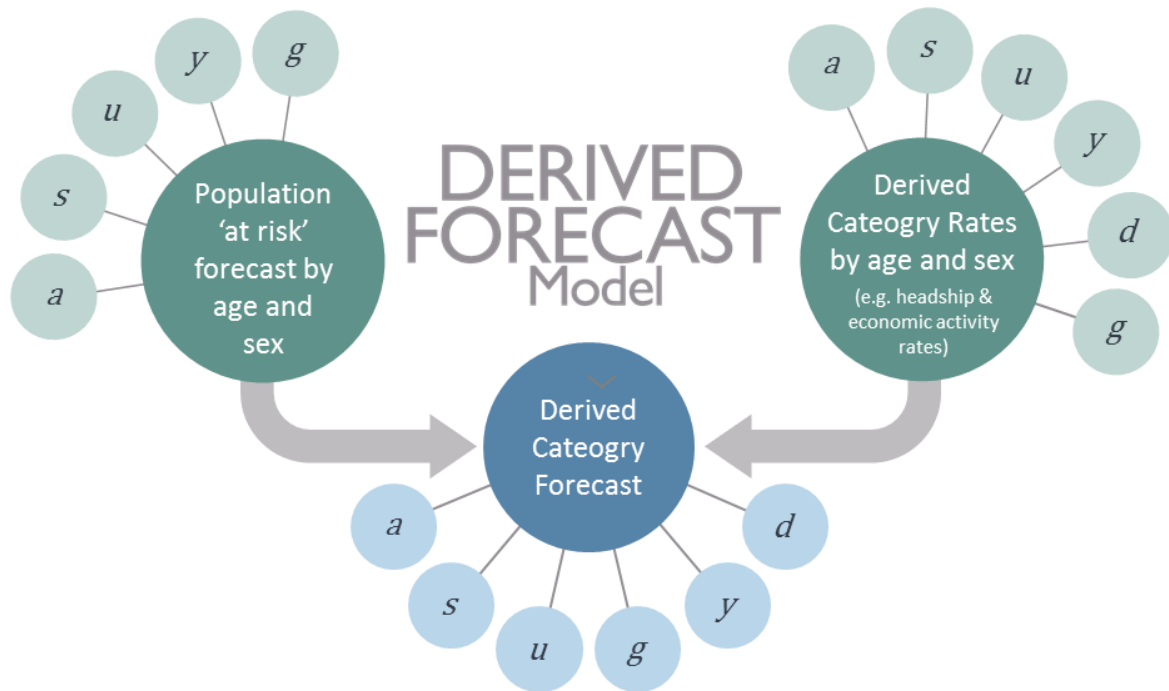 g
y
u
s
a
Population
‘at risk’
forecast by
age and
sex
DERIVED
FORECAST
Model
a
s
u
y
d
g
Derived
Cateogry Rates
by age and sex
(e.g. headship &
economic activity
rates)
Derived
Cateogry
Forecast
a
s
u
g
y
d